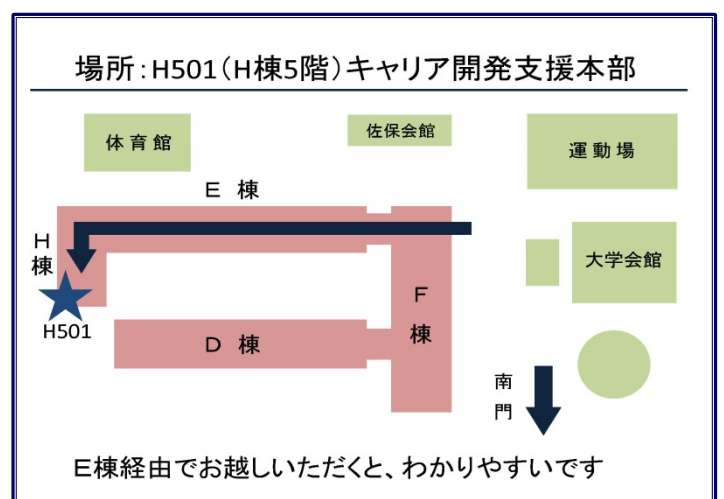 場所:H501(H棟5階)キャリア開発支援本部
体育館
佐保会館
運動場
E 棟
H棟
大学会館
F棟
H501
D 棟
南門
E棟経由でお越しいただくと、わかりやすいです